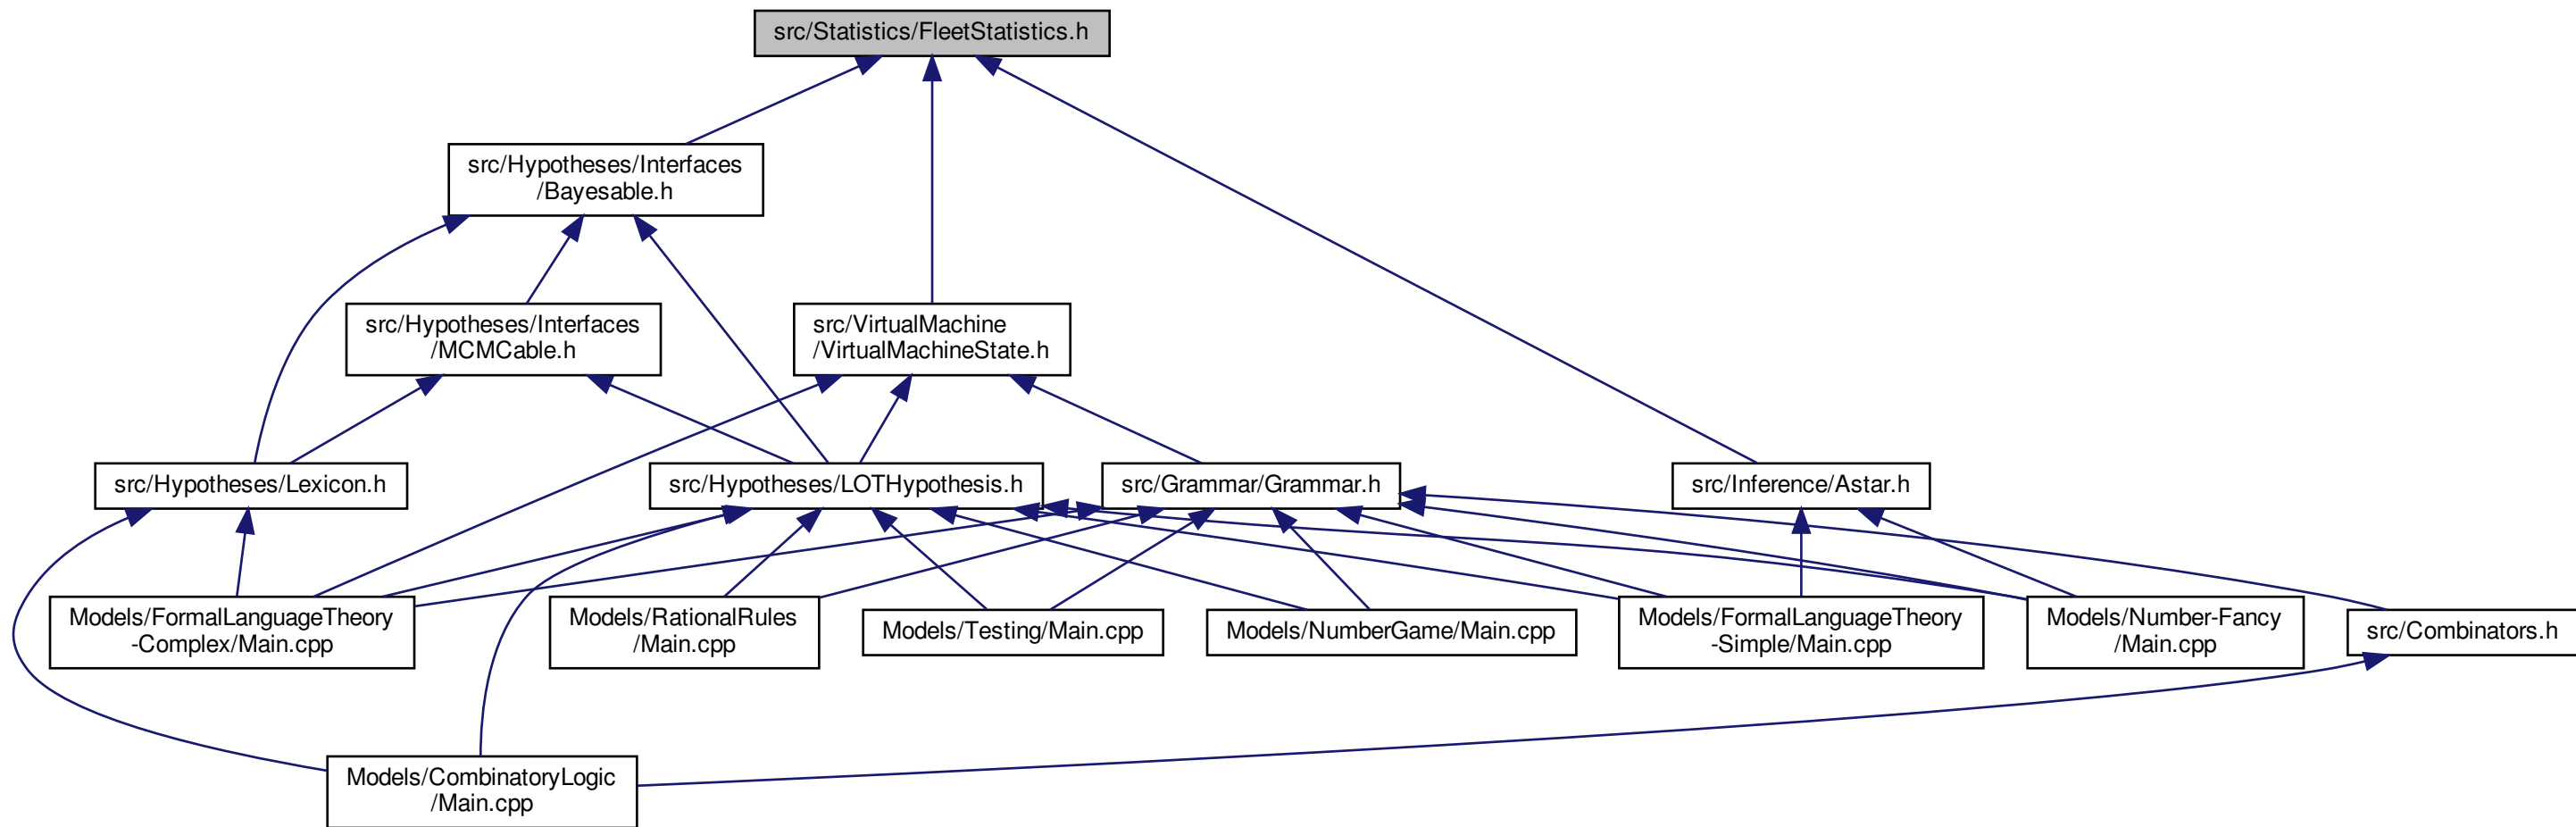 src/Statistics/FleetStatistics.h
src/Hypotheses/Interfaces
/Bayesable.h
src/Hypotheses/Interfaces
/MCMCable.h
src/VirtualMachine
/VirtualMachineState.h
src/Hypotheses/Lexicon.h
src/Hypotheses/LOTHypothesis.h
src/Grammar/Grammar.h
src/Inference/Astar.h
Models/FormalLanguageTheory
-Complex/Main.cpp
Models/RationalRules
/Main.cpp
Models/Testing/Main.cpp
Models/NumberGame/Main.cpp
Models/FormalLanguageTheory
-Simple/Main.cpp
Models/Number-Fancy
/Main.cpp
src/Combinators.h
Models/CombinatoryLogic
/Main.cpp